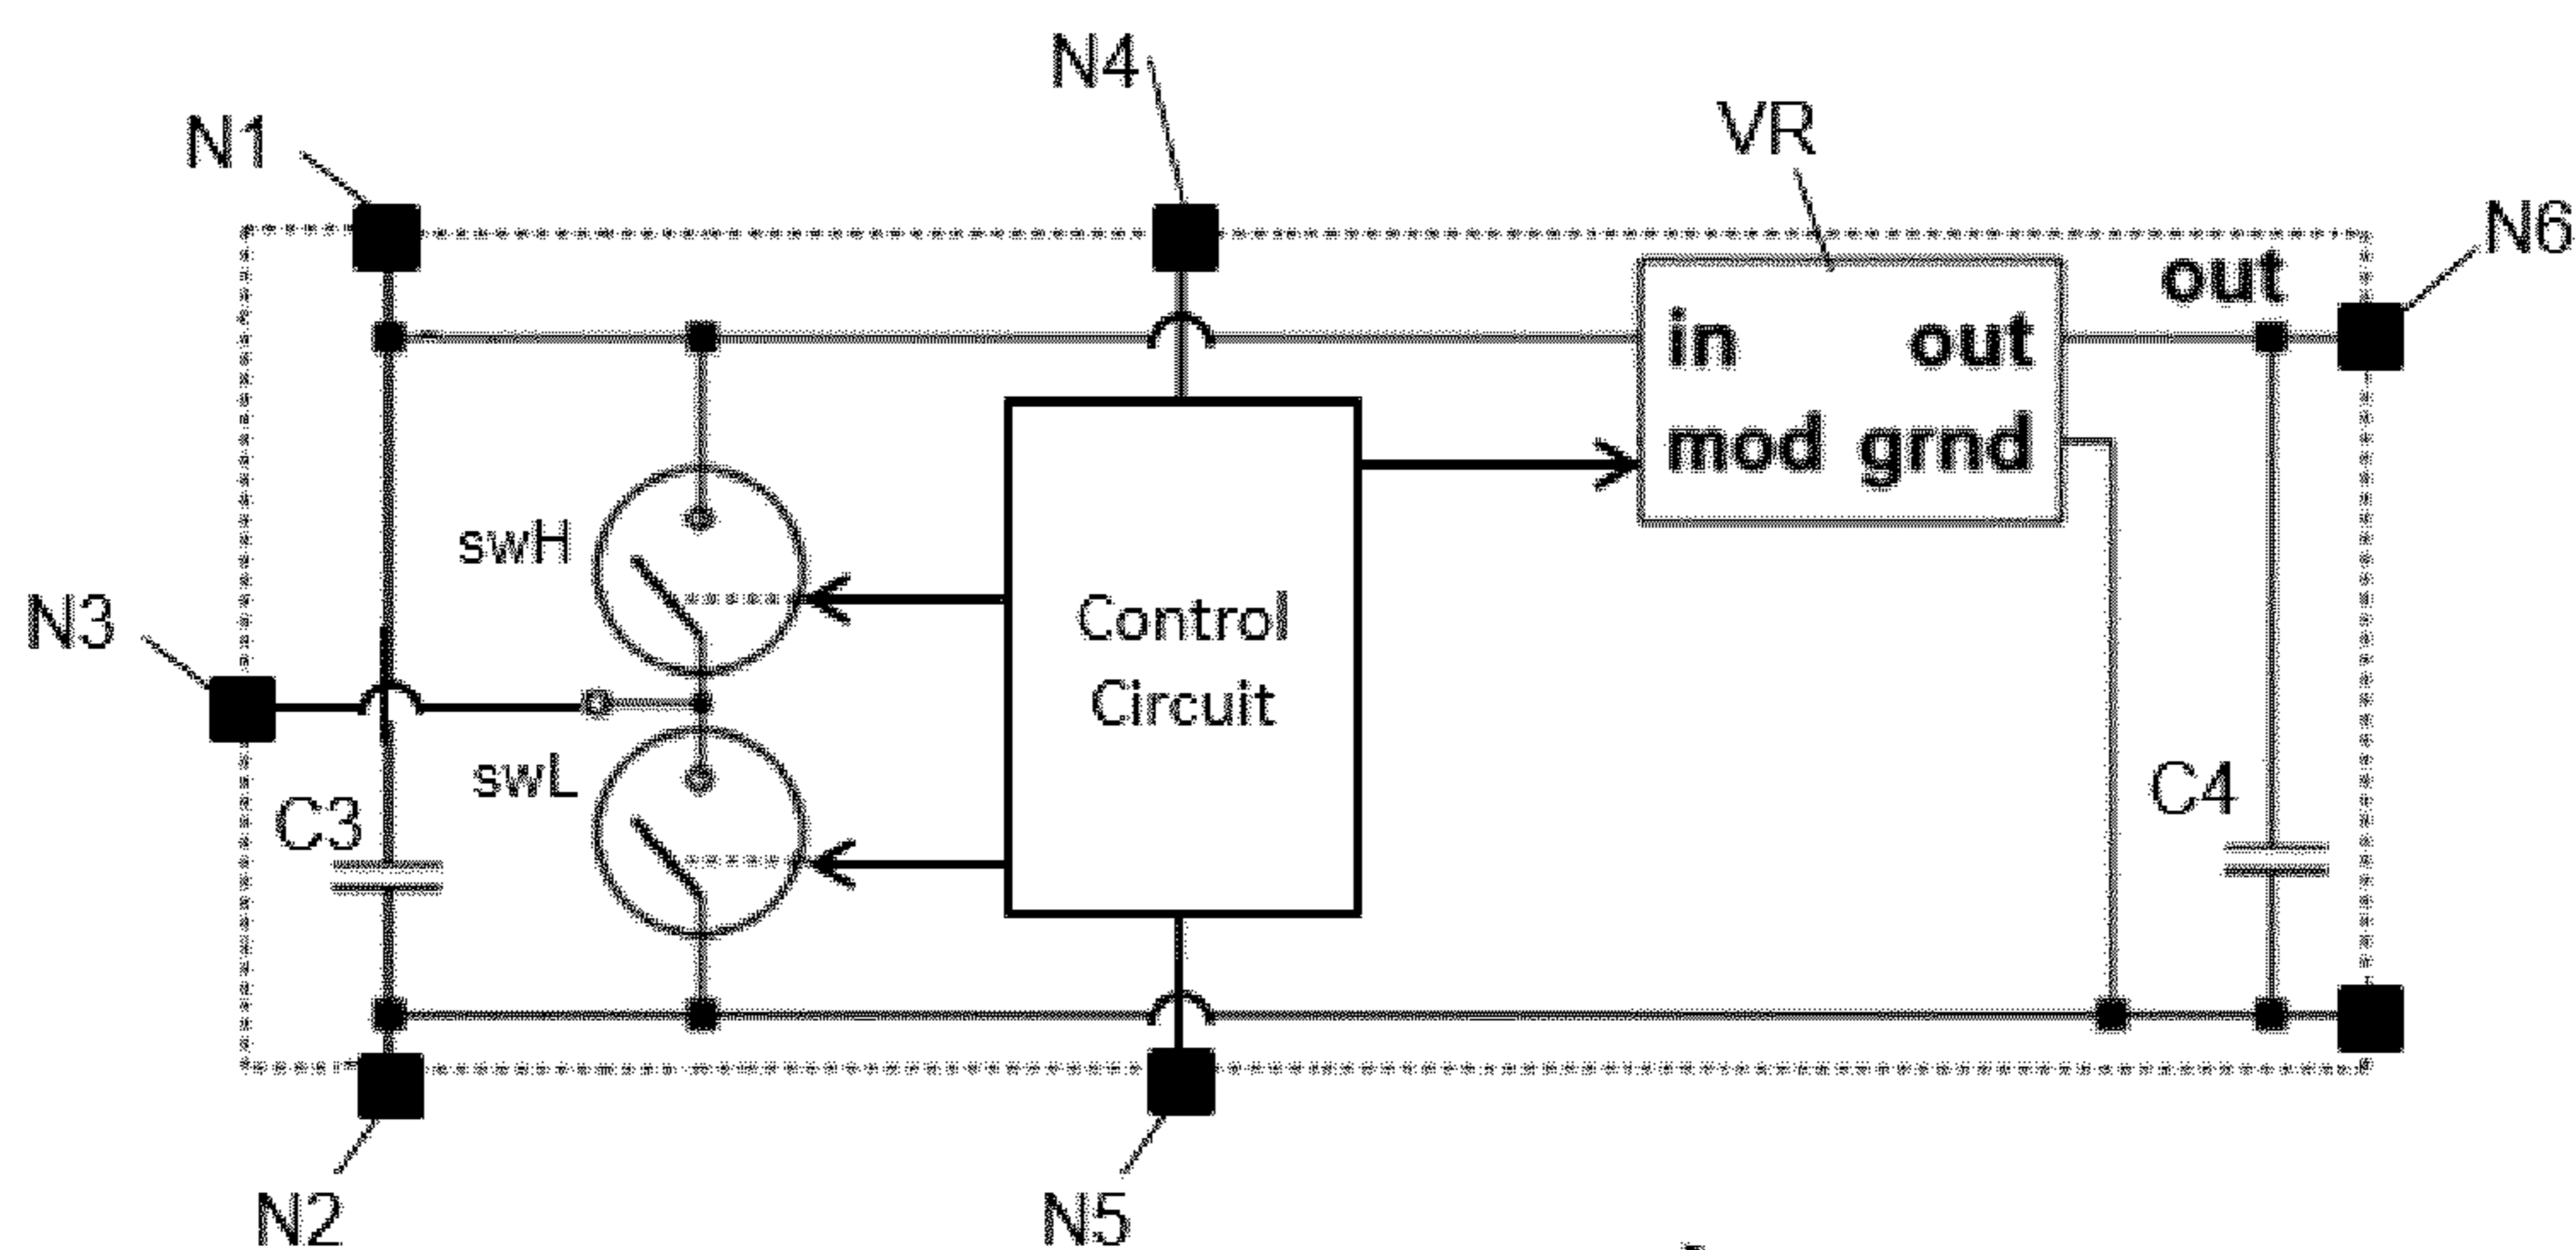 N4
N1
VR
N6
out
in out
mod grnd
swH
Control
Circuit
N3
swL
C3
C4
N2
N5